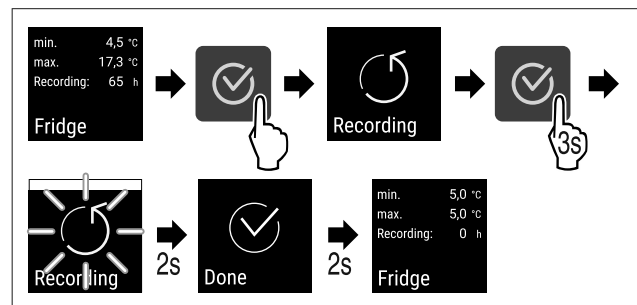 min. 4,5 °C
max. 17,3 °C
Recording: 65 h
Fridge
Recording
3s
Recording
2s
Done
2s
min. 5,0 °C
max. 5,0 °C
Recording: 0 h
Fridge